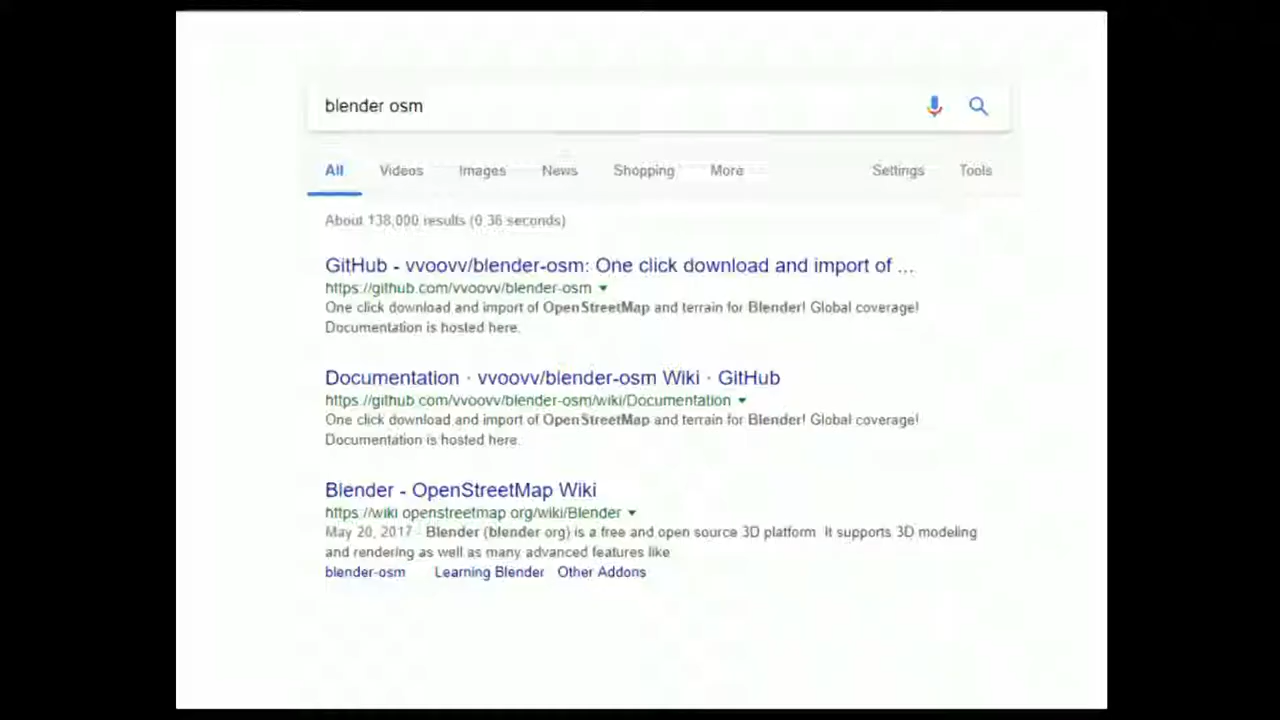 blender osm
All Videos Images News Shopping More Settings Tools
About 138,000 results (0.36 seconds)
GitHub - vvoovv/blender-osm: One click download and import of ...
https://github.com/vvoovv/blender-osm
One click download and import of OpenStreetMap and terrain for Blender! Global coverage!
Documentation is hosted here.
Documentation · vvoovv/blender-osm Wiki · GitHub
https://github.com/vvoovv/blender-osm/wiki/Documentation
One click download and import of OpenStreetMap and terrain for Blender! Global coverage!
Documentation is hosted here.
Blender - OpenStreetMap Wiki
https://wiki.openstreetmap.org/wiki/Blender
May 20, 2017 - Blender (blender.org) is a free and open source 3D platform. It supports 3D modeling
and rendering as well as many advanced features like
blender-osm Learning Blender Other Addons